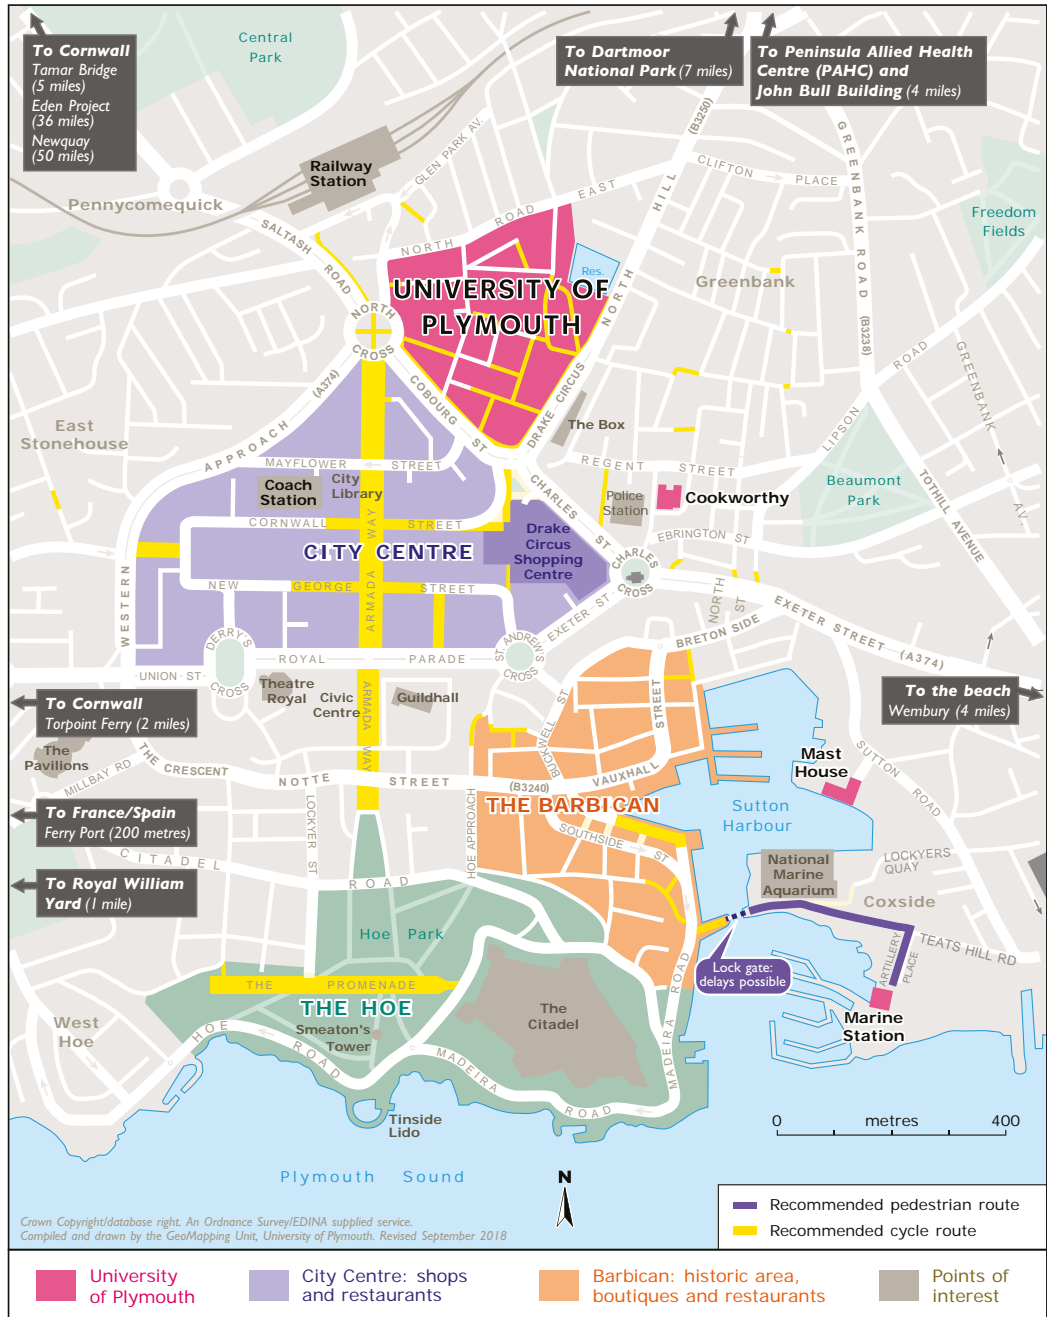 To Cornwall
Tamar Bridge
(5 miles)
Eden Project
(36 miles)
Newquay
(50 miles)
Central
Park
To Dartmoor
National Park (7 miles)
To Peninsula Allied Health
Centre (PAHC) and
John Bull Building (4 miles)
(B3250)
GLEN PARK AV.
Railway
Station
CLIFTON PLACE
GREENBANK ROAD (B3238)
Freedom
Fields
Pennycomequick
SALTASH ROAD
NORTH ROAD EAST
NORTH HILL
Res.
Greenbank
UNIVERSITY OF
PLYMOUTH
NORTH
CROSS
COBOURG ST
DRAKE CIRCUS
The Box
LIPSON ROAD
GREENBANK AV.
East
Stonehouse
WESTERN APPROACH (A374)
MAYFLOWER STREET
REGENT STREET
Coach
Station
City
Library
CHARLES ST
Police
Station
Cookworthy
Beaumont
Park
TOTHILL AVENUE
CORNWALL STREET
ARMADA WAY
CITY CENTRE
Drake
Circus
Shopping
Centre
EBRINGTON ST
CHARLES
CROSS
NEW GEORGE STREET
NORTH ST
EXETER ST
EXETER STREET (A374)
BRETON SIDE
DERRY'S
CROSS
ST. ANDREW'S
CROSS
ROYAL PARADE
UNION ST
Theatre
Royal
Civic
Centre
Guildhall
ARMADA WAY
BUCKWELL ST
VAUXHALL STREET
To Cornwall
Torpoint Ferry (2 miles)
To the beach
Wembury (4 miles)
The
Pavilions
MILLBAY RD
THE CRESCENT
NOTTE STREET
(B3240)
Mast
House
SUTTON ROAD
To France/Spain
Ferry Port (200 metres)
THE BARBICAN
Sutton
Harbour
LOCKYER ST
HOE APPROACH
SOUTHSIDE ST
CITADEL ROAD
National
Marine
Aquarium
LOCKYERS
QUAY
To Royal William
Yard (1 mile)
Coxside
Hoe Park
TEATS HILL RD
ARTILLERY
PLACE
Lock gate:
delays possible
THE PROMENADE
THE HOE
Smeaton's
Tower
The
Citadel
Marine
Station
West
Hoe
HOE ROAD
MADEIRA ROAD
MADEIRA ROAD
Tinside
Lido
0 metres 400
Plymouth Sound
N
Recommended pedestrian route
Recommended cycle route
Crown Copyright/database right. An Ordnance Survey/EDINA supplied service.
Compiled and drawn by the GeoMapping Unit, University of Plymouth. Revised September 2018
University
of Plymouth
City Centre: shops
and restaurants
Barbican: historic area,
boutiques and restaurants
Points of
interest